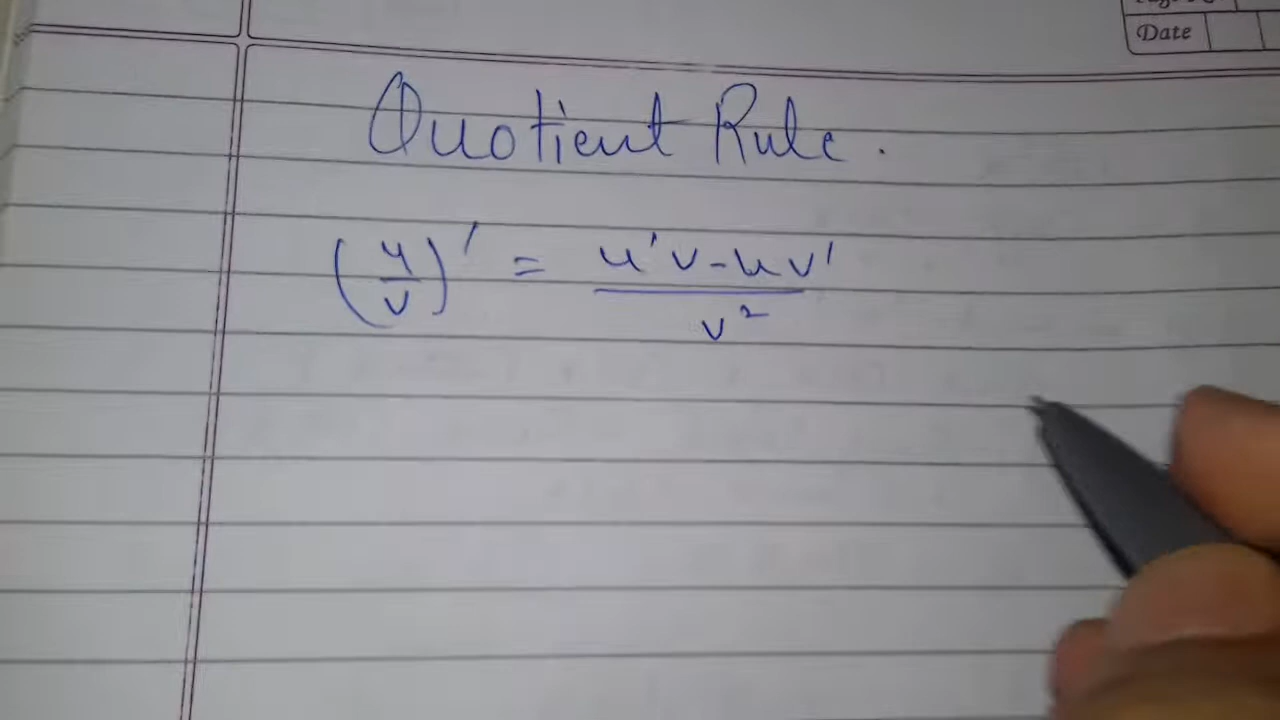 Date
Quotient Rule.
(u/v)' = u'v-uv'/v²